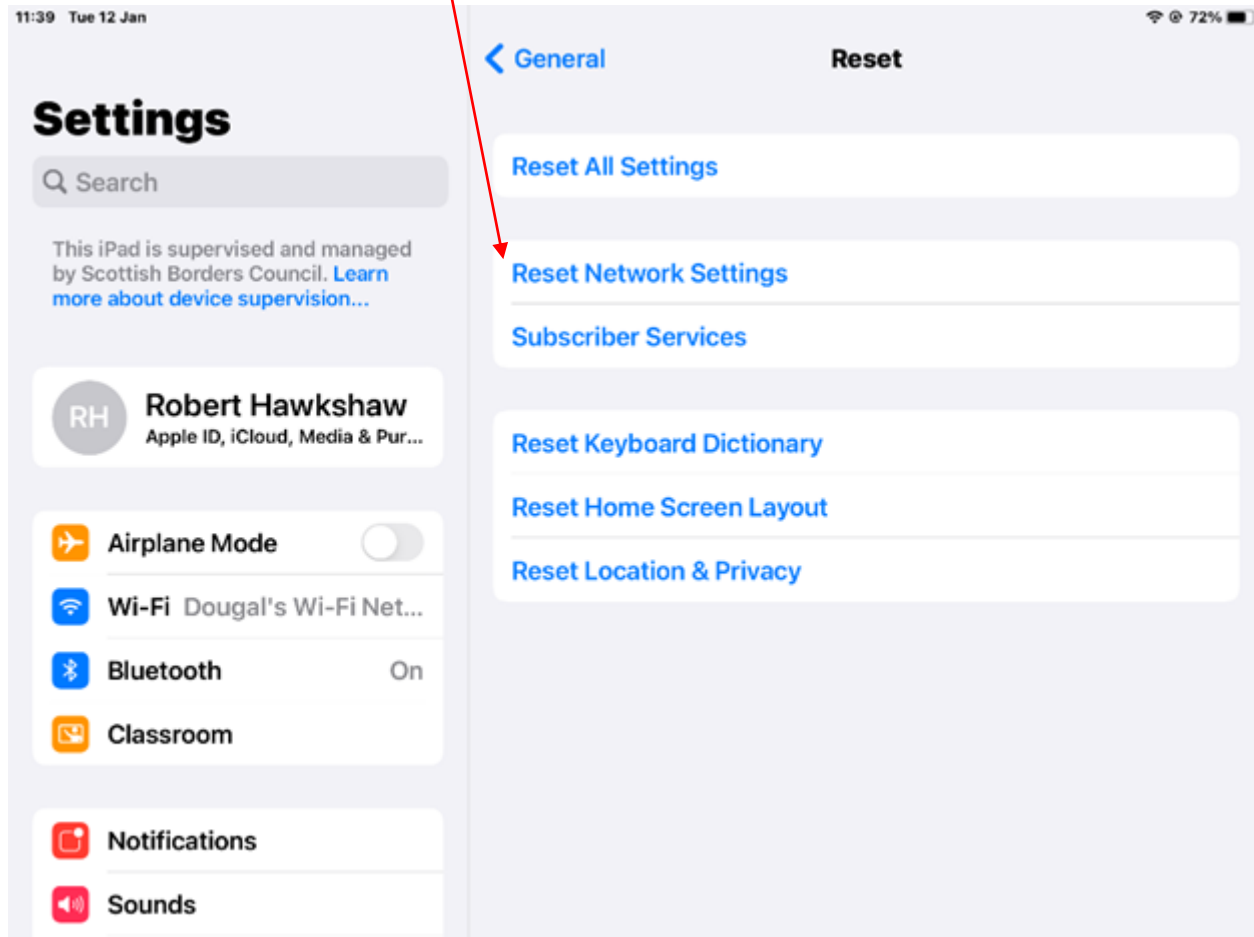 11:39 Tue 12 Jan
72%
Settings
Search
This iPad is supervised and managed
by Scottish Borders Council. Learn
more about device supervision...
RH
Robert Hawkshaw
Apple ID, iCloud, Media & Pur...
Airplane Mode
Wi-Fi Dougal's Wi-Fi Net...
Bluetooth On
Classroom
Notifications
Sounds
General Reset
Reset All Settings
Reset Network Settings
Subscriber Services
Reset Keyboard Dictionary
Reset Home Screen Layout
Reset Location & Privacy